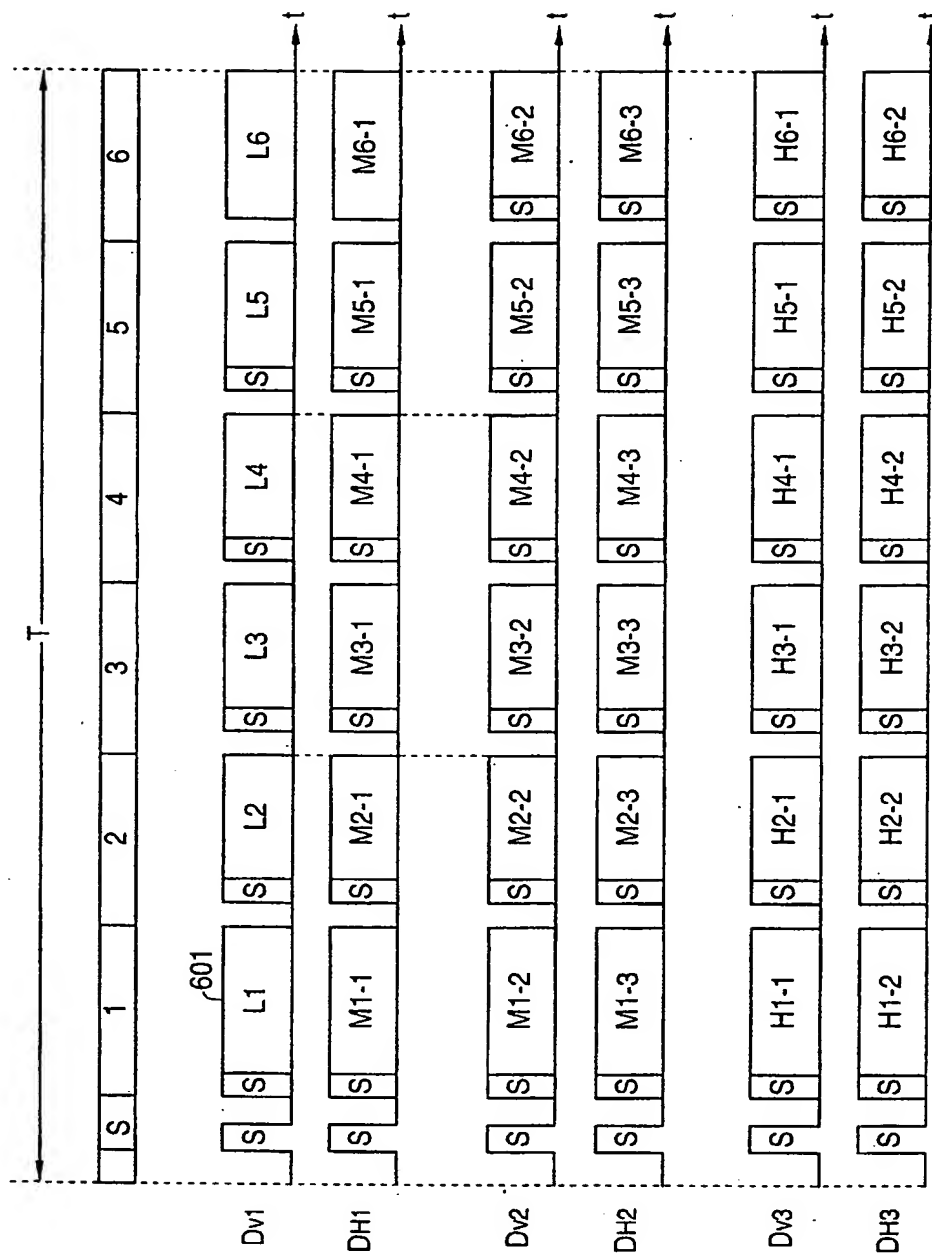 T
S 1 2 3 4 5 6
601
Dv1 S S L1 S L2 S L3 S L4 S L5 L6 t
DH1 S S M1-1 S M2-1 S M3-1 S M4-1 S M5-1 M6-1 t
Dv2 S S M1-2 S M2-2 S M3-2 S M4-2 S M5-2 S M6-2 t
DH2 S S M1-3 S M2-3 S M3-3 S M4-3 S M5-3 S M6-3 t
Dv3 S S H1-1 S H2-1 S H3-1 S H4-1 S H5-1 S H6-1 t
DH3 S S H1-2 S H2-2 S H3-2 S H4-2 S H5-2 S H6-2 t